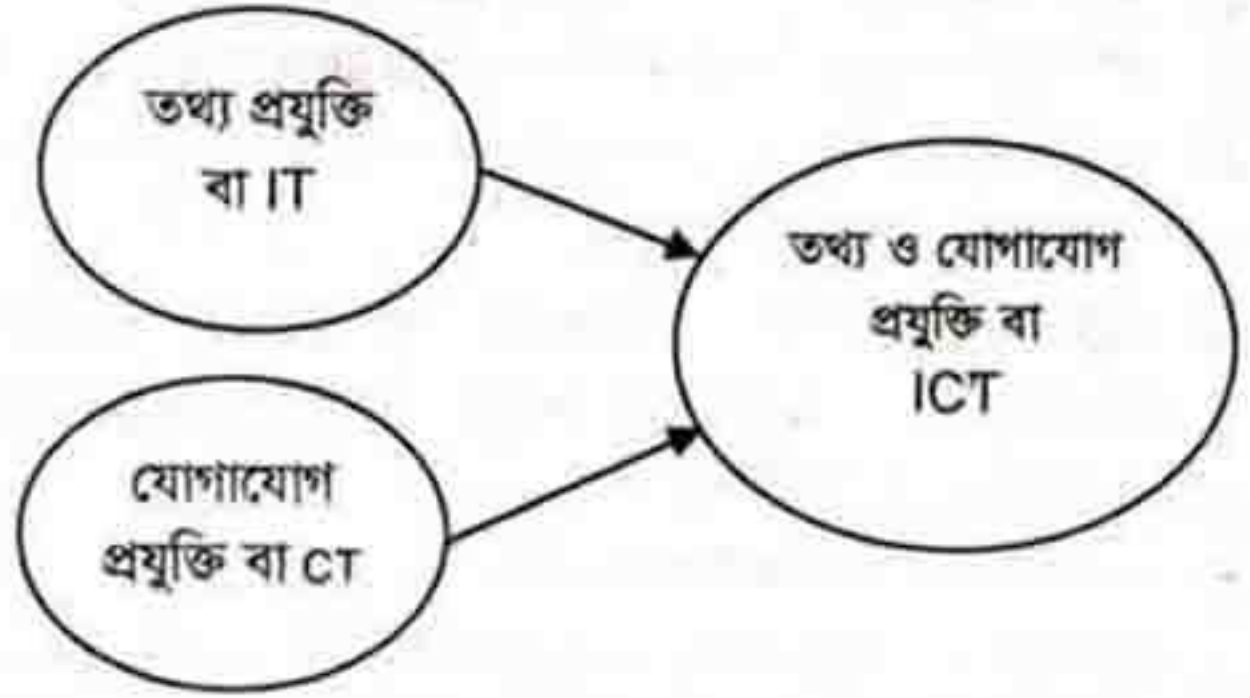 তথ্য প্রযুক্তি
বা IT
তথ্য ও যোগাযোগ
প্রযুক্তি বা
ICT
যোগাযোগ
প্রযুক্তি বা CT